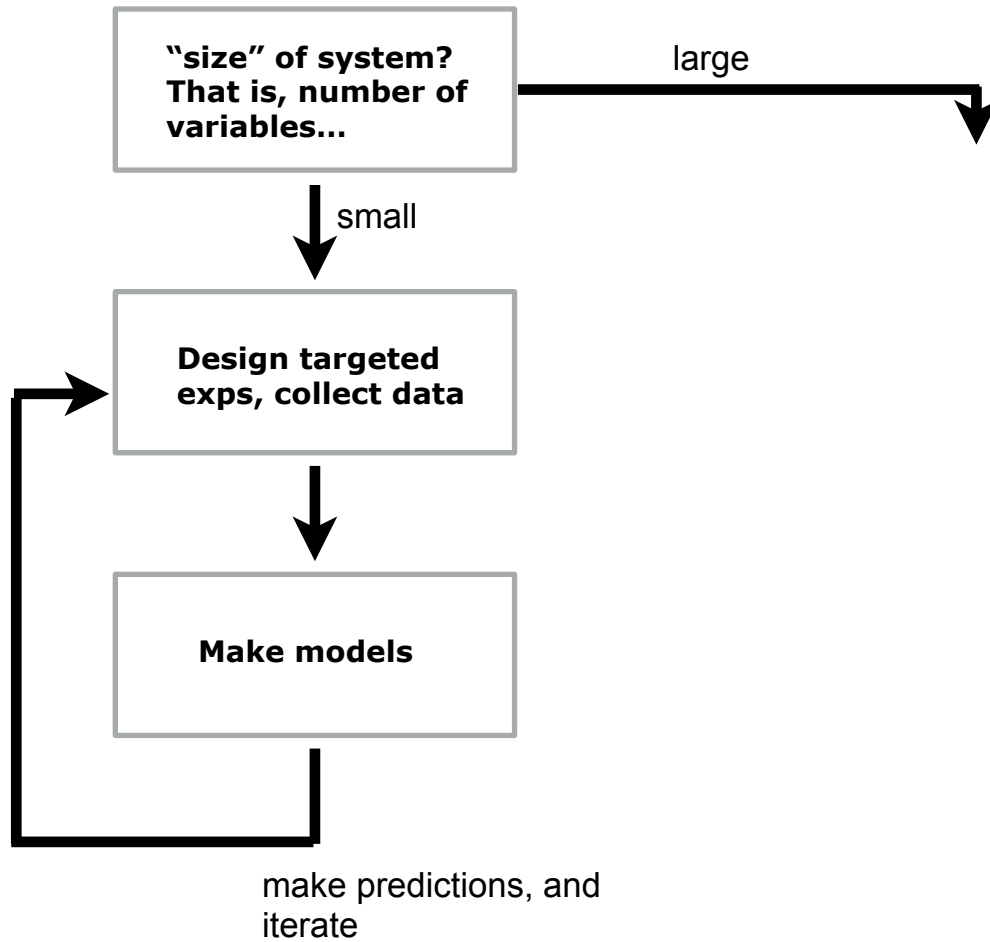 “size” of system?
That is, number of
variables...
large
small
Design targeted
exps, collect data
Make models
make predictions, and
iterate